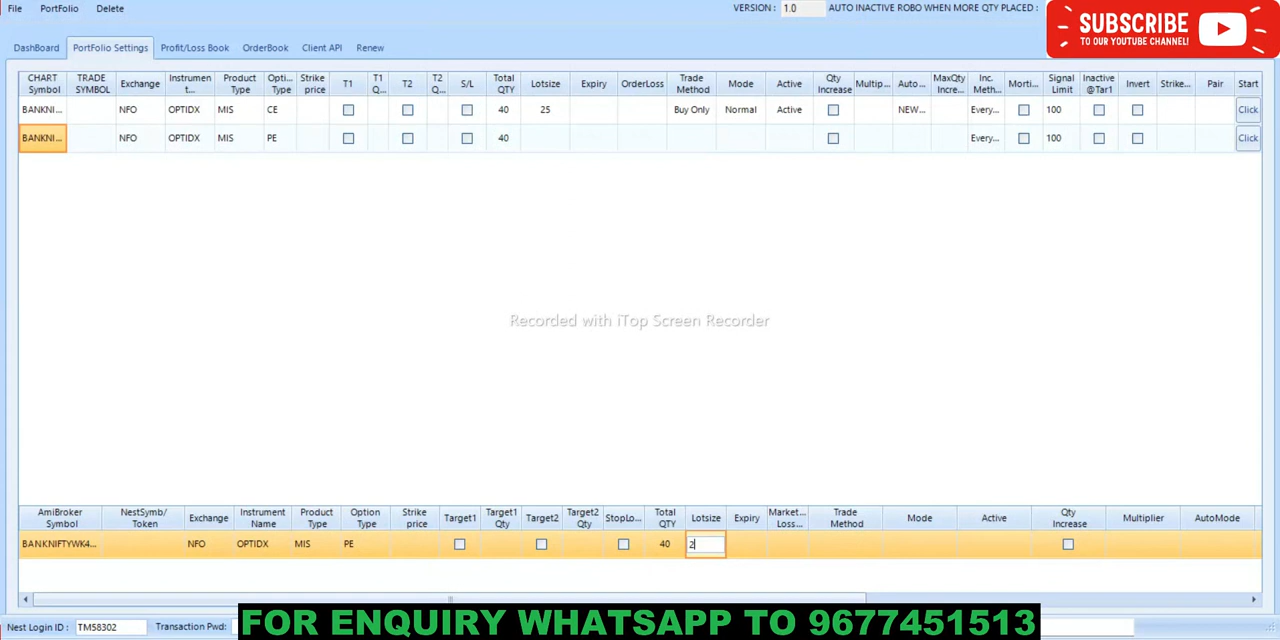 File PortFolio Delete VERSION : 1.0 AUTO INACTIVE ROBO WHEN MORE QTY PLACED :
SUBSCRIBE
TO OUR YOUTUBE CHANNEL!
DashBoard PortFolio Settings Profit/Loss Book OrderBook Client API Renew
CHART Symbol TRADE SYMBOL Exchange Instrumen t... Product Type Opti... Type Strike price T1 T1 Q... T2 T2 Q... S/L Total QTY Lotsize Expiry OrderLoss Trade Method Mode Active Qty Increase Multip... Auto... MaxQty Incre... Inc. Meth... Morti... Signal Limit Inactive @Tar1 Invert Strike... Pair Start
BANKNI... NFO OPTIDX MIS CE 40 25 Buy Only Normal Active NEW... Every... 100 Click
BANKNI... NFO OPTIDX MIS PE 40 Every... 100 Click
Recorded with iTop Screen Recorder
AmiBroker Symbol NestSymb/ Token Exchange Instrument Name Product Type Option Type Strike price Target1 Target1 Qty Target2 Target2 Qty StopLo... Total QTY Lotsize Expiry Market... Loss... Trade Method Mode Active Qty Increase Multiplier AutoMode
BANKNIFTYWK4... NFO OPTIDX MIS PE 40 2
Nest Login ID : TMS8302 Transaction Pwd:
FOR ENQUIRY WHATSAPP TO 9677451513